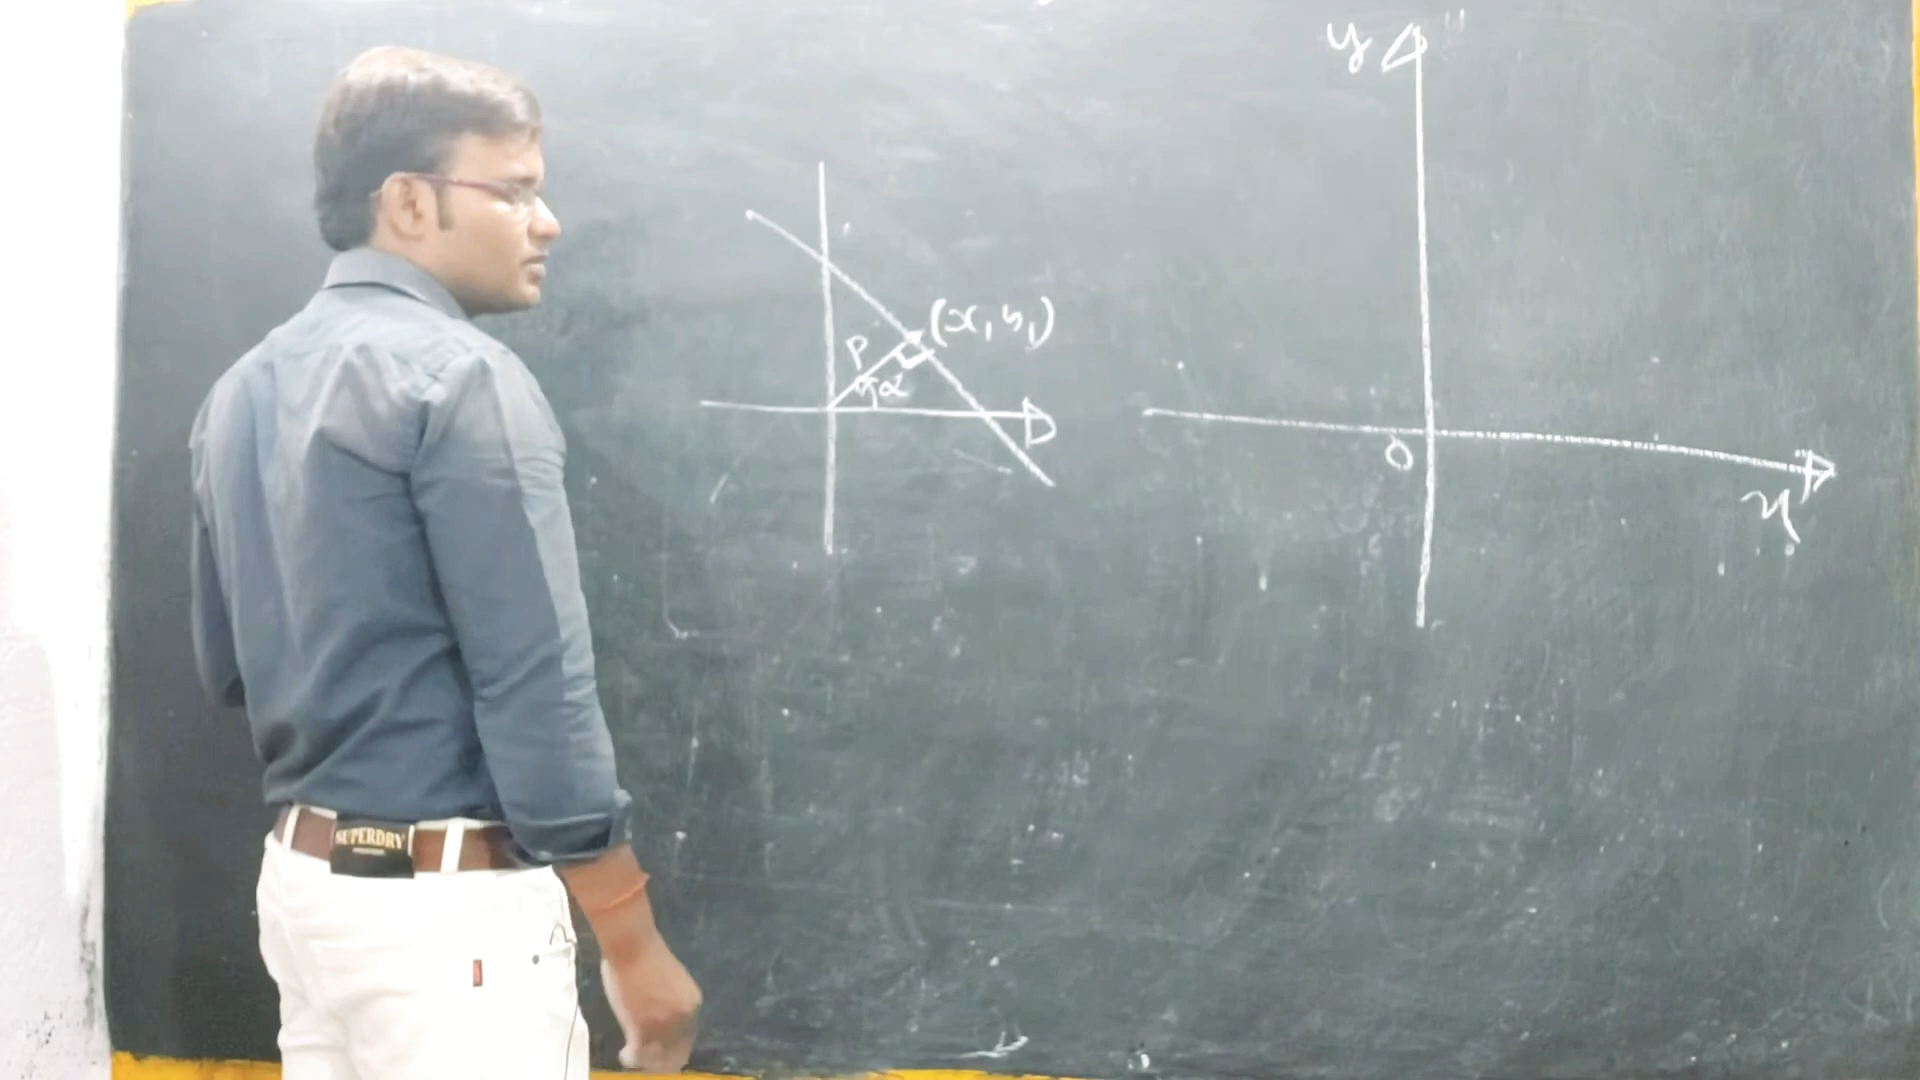 y
(x₁, y₁)
P
α
O
x
SUPERDRY